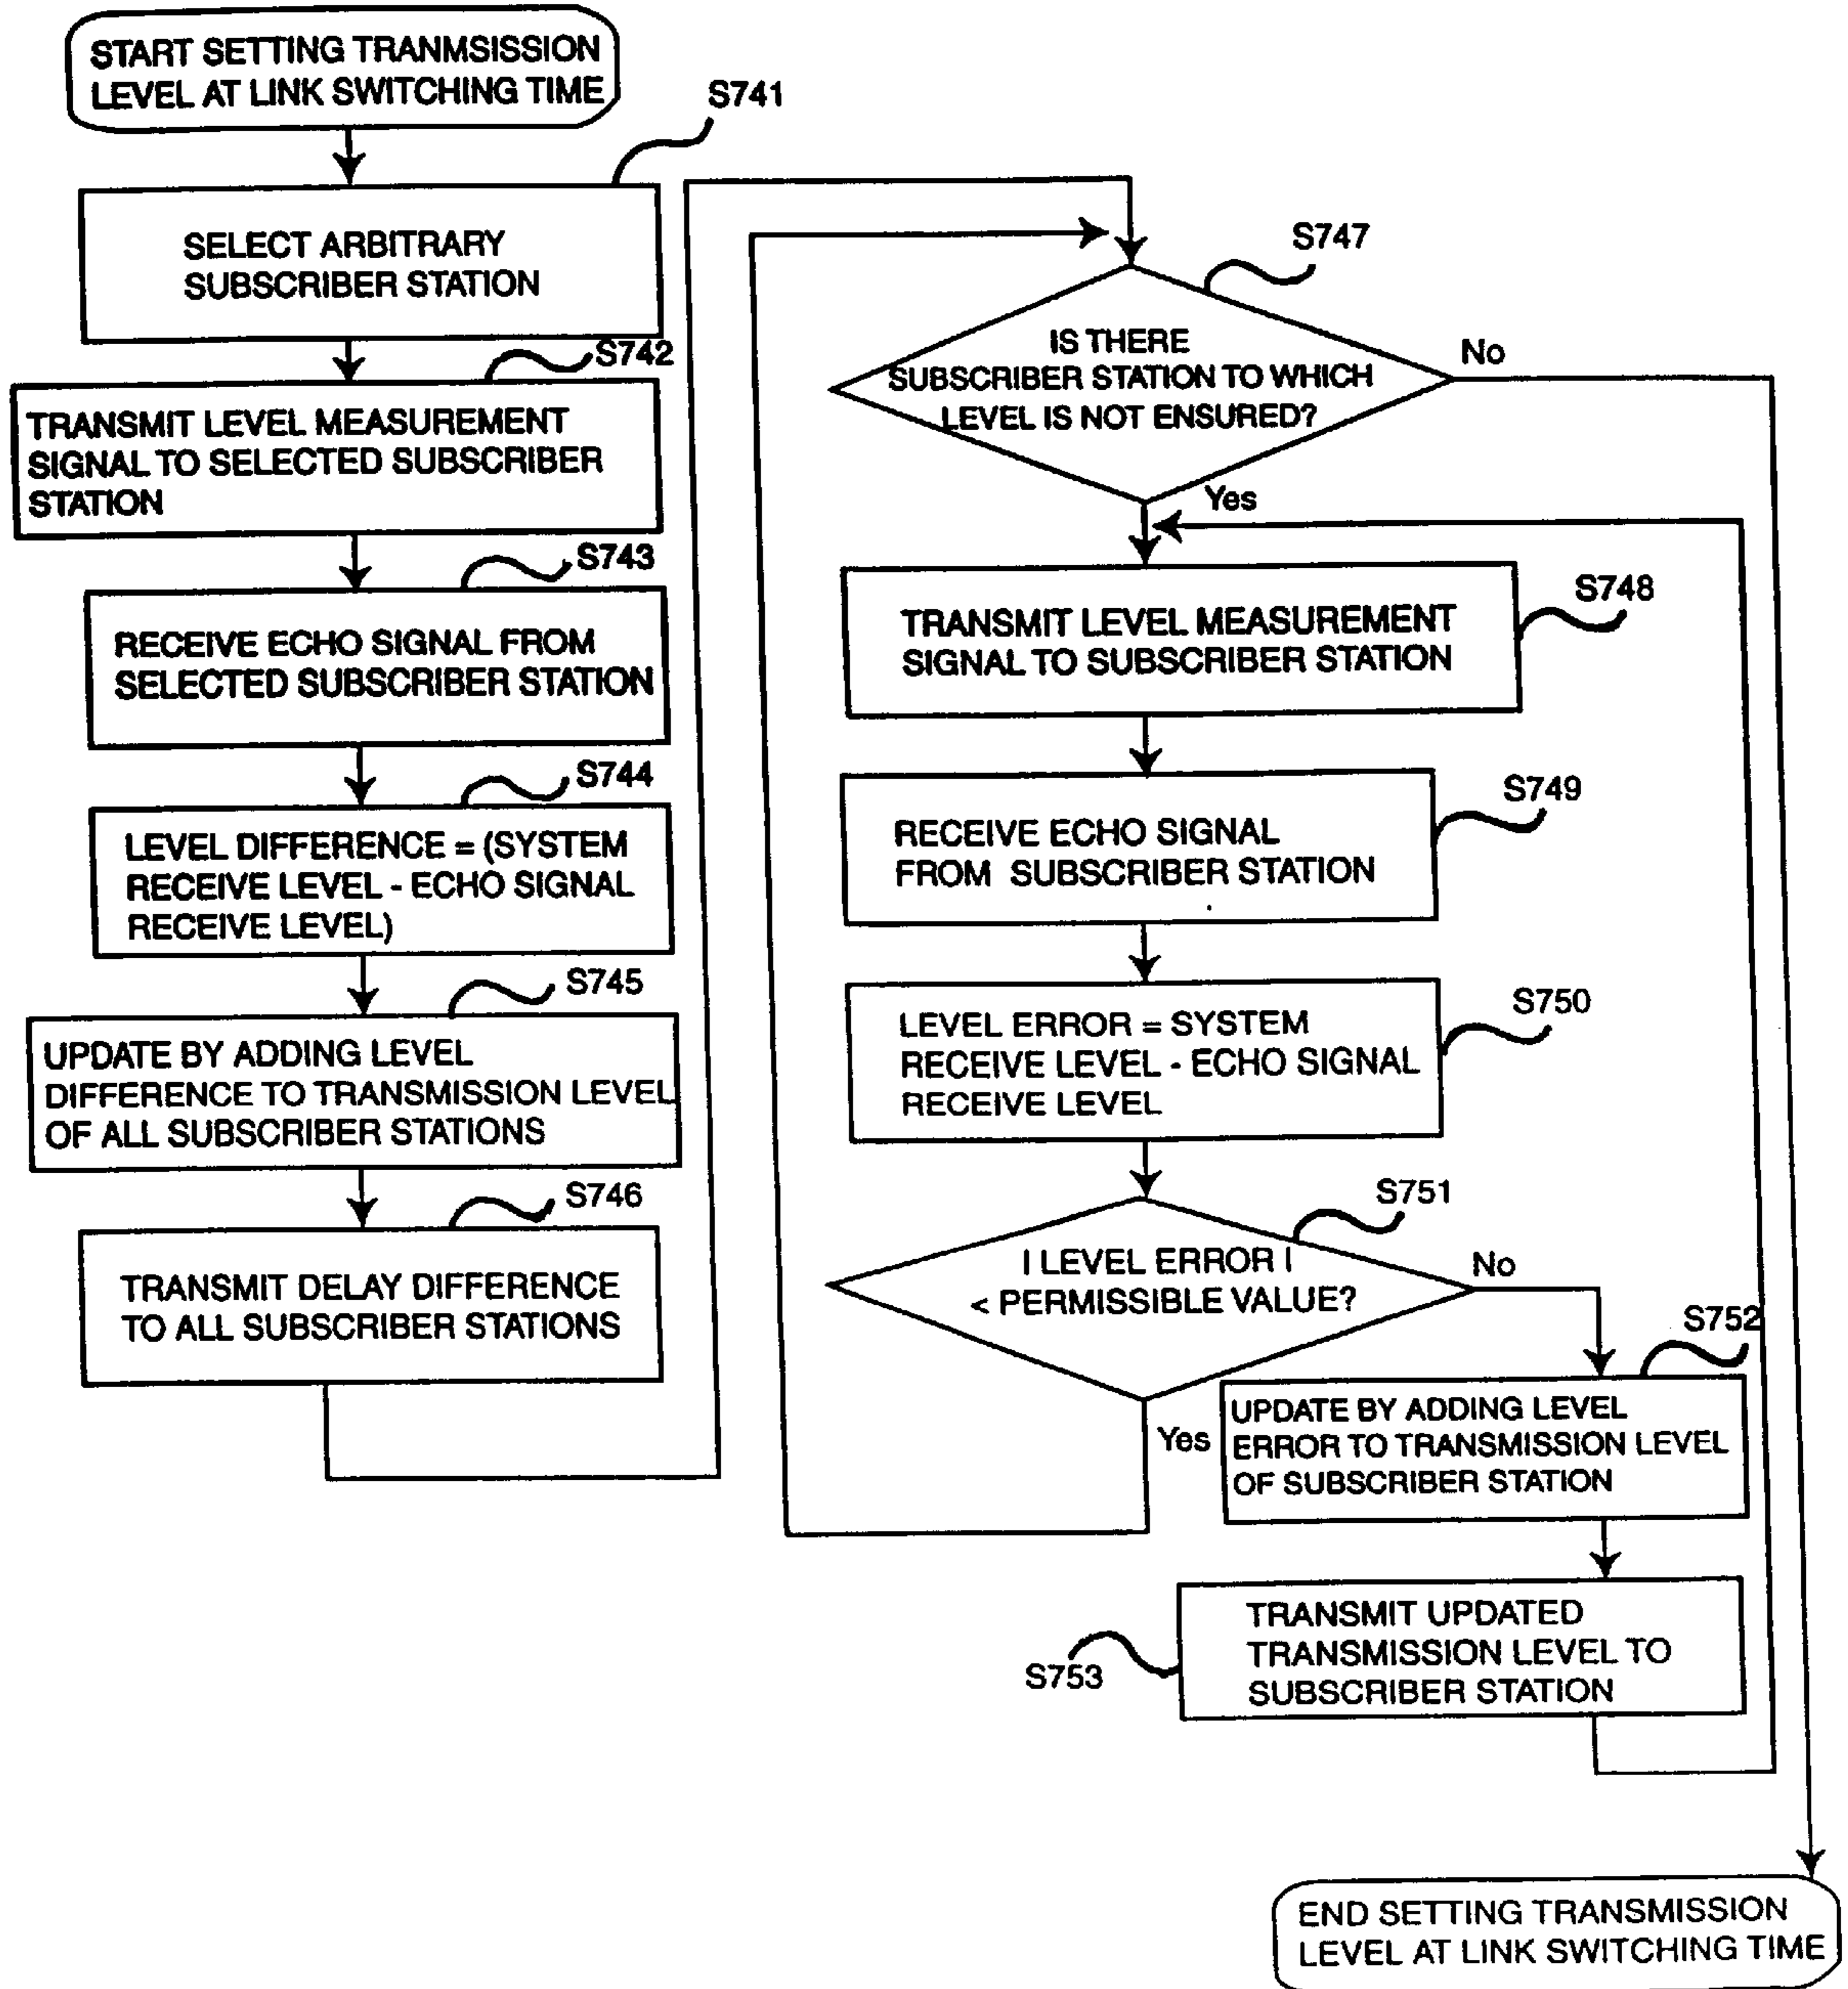 START SETTING TRANMSISSION
LEVEL AT LINK SWITCHING TIME
S741
SELECT ARBITRARY
SUBSCRIBER STATION
S742
TRANSMIT LEVEL MEASUREMENT
SIGNAL TO SELECTED SUBSCRIBER
STATION
S743
RECEIVE ECHO SIGNAL FROM
SELECTED SUBSCRIBER STATION
S744
LEVEL DIFFERENCE = (SYSTEM
RECEIVE LEVEL - ECHO SIGNAL
RECEIVE LEVEL)
S745
UPDATE BY ADDING LEVEL
DIFFERENCE TO TRANSMISSION LEVEL
OF ALL SUBSCRIBER STATIONS
S746
TRANSMIT DELAY DIFFERENCE
TO ALL SUBSCRIBER STATIONS
S747
IS THERE
SUBSCRIBER STATION TO WHICH
LEVEL IS NOT ENSURED?
No
Yes
S748
TRANSMIT LEVEL MEASUREMENT
SIGNAL TO SUBSCRIBER STATION
S749
RECEIVE ECHO SIGNAL
FROM SUBSCRIBER STATION
S750
LEVEL ERROR = SYSTEM
RECEIVE LEVEL - ECHO SIGNAL
RECEIVE LEVEL
S751
I LEVEL ERROR I
< PERMISSIBLE VALUE?
No
Yes
S752
UPDATE BY ADDING LEVEL
ERROR TO TRANSMISSION LEVEL
OF SUBSCRIBER STATION
S753
TRANSMIT UPDATED
TRANSMISSION LEVEL TO
SUBSCRIBER STATION
END SETTING TRANSMISSION
LEVEL AT LINK SWITCHING TIME